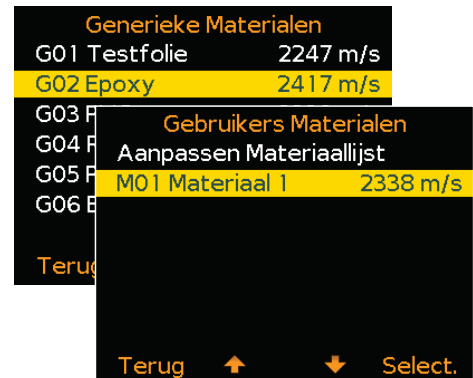 Generieke Materialen
G01 Testfolie 2247 m/s
G02 Epoxy 2417 m/s
G03
G04
G05
G06
Terug
Gebruikers Materialen
Aanpassen Materiaallijst
M01 Materiaal 1 2338 m/s
Terug Select.